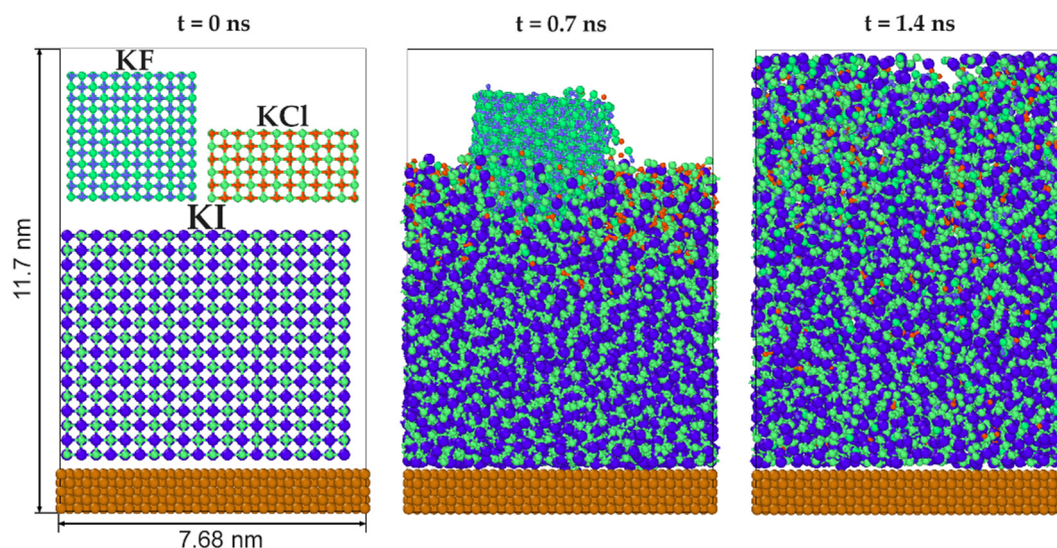 t = 0 ns
t = 0.7 ns
t = 1.4 ns
KF
KCl
KI
11.7 nm
7.68 nm